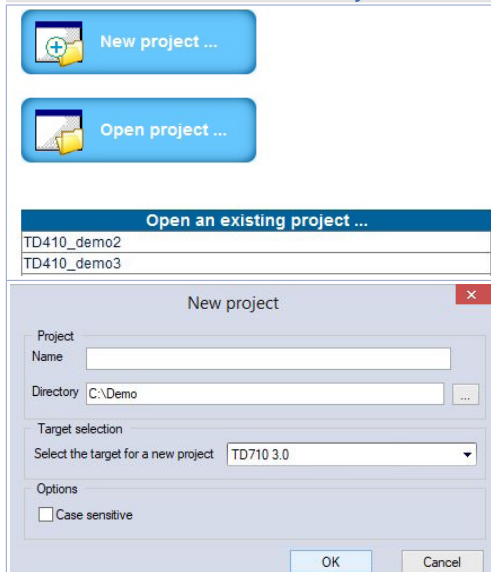 New project ...
Open project ...
Open an existing project ...
TD410_demo2
TD410_demo3
New project
Project
Name
Directory C:\Demo ...
Target selection
Select the target for a new project TD710 3.0
Options
Case sensitive
OK Cancel